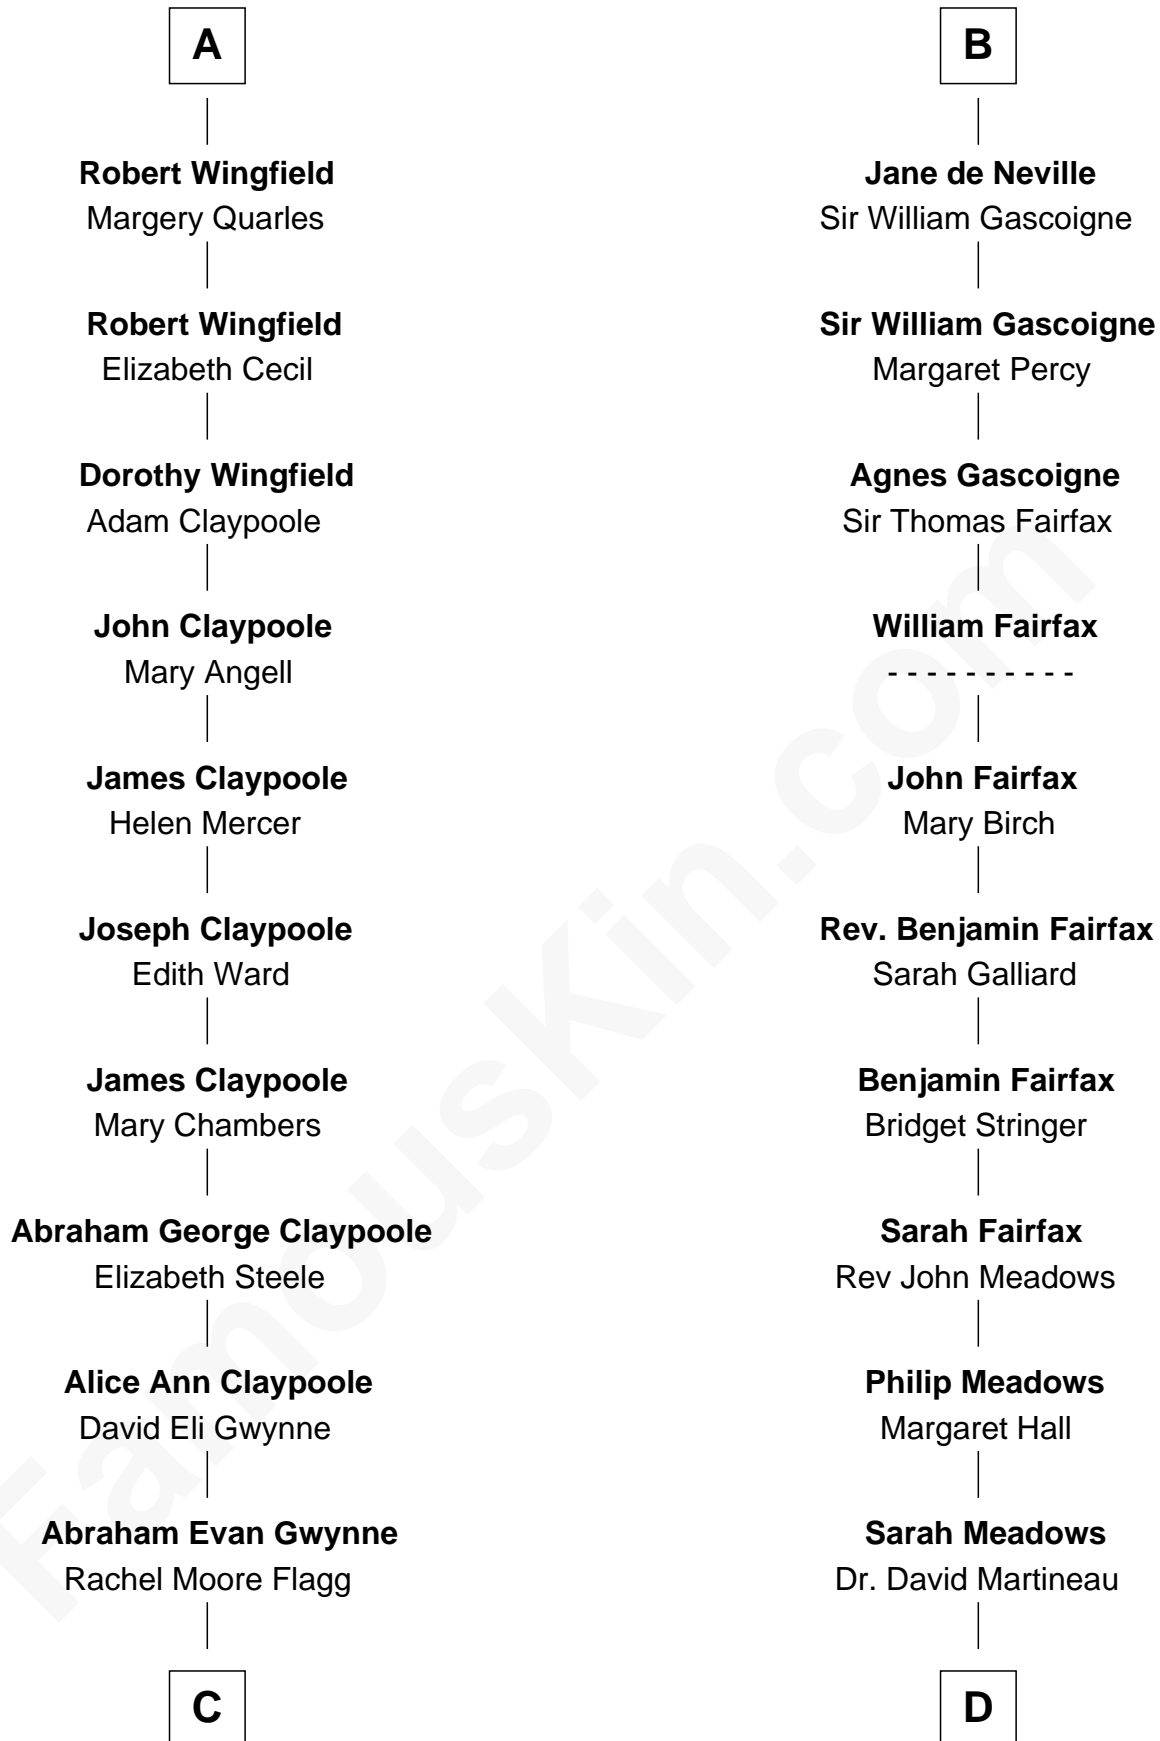 A
Robert Wingfield
Margery Quarles
Robert Wingfield
Elizabeth Cecil
Dorothy Wingfield
Adam Claypoole
John Claypoole
Mary Angell
James Claypoole
Helen Mercer
Joseph Claypoole
Edith Ward
James Claypoole
Mary Chambers
Abraham George Claypoole
Elizabeth Steele
Alice Ann Claypoole
David Eli Gwynne
Abraham Evan Gwynne
Rachel Moore Flagg
C
B
Jane de Neville
Sir William Gascoigne
Sir William Gascoigne
Margaret Percy
Agnes Gascoigne
Sir Thomas Fairfax
William Fairfax
- - - - - - - - - -
John Fairfax
Mary Birch
Rev. Benjamin Fairfax
Sarah Galliard
Benjamin Fairfax
Bridget Stringer
Sarah Fairfax
Rev John Meadows
Philip Meadows
Margaret Hall
Sarah Meadows
Dr. David Martineau
D
FamousKin.com